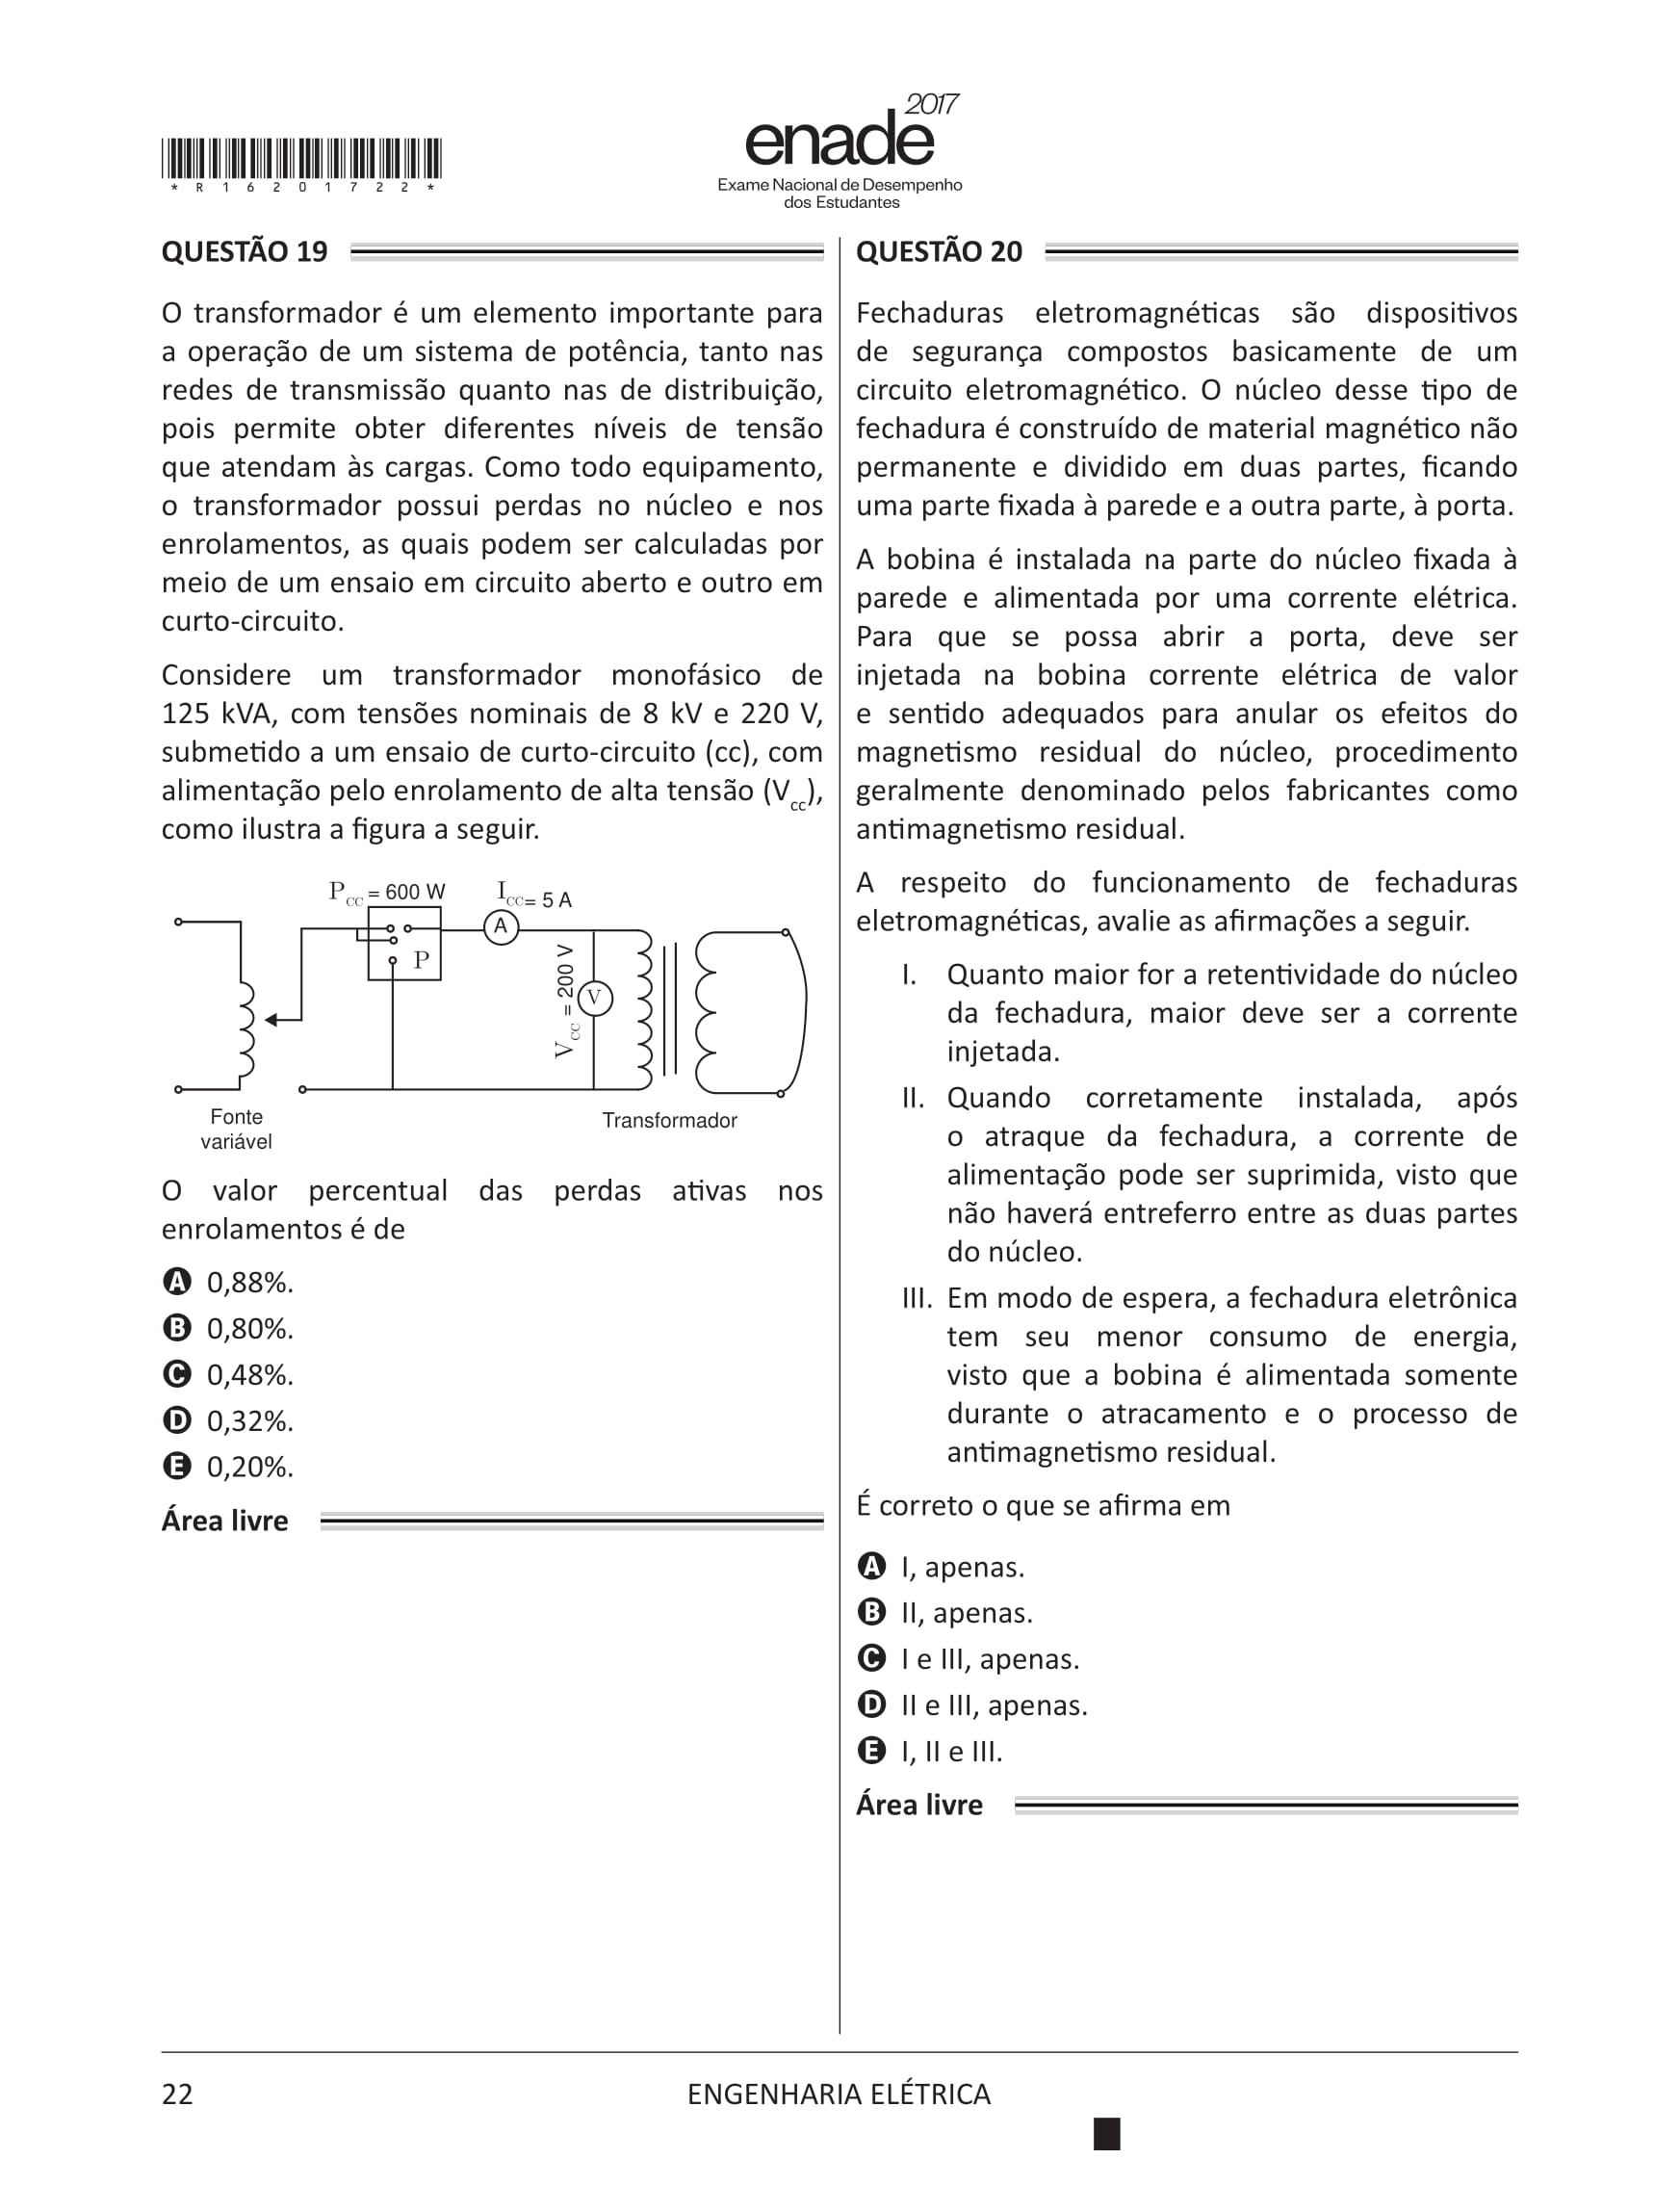 enade 2017
Exame Nacional de Desempenho
dos Estudantes
* R 1 6 2 0 1 7 2 2 *
QUESTÃO 19
O transformador é um elemento importante para
a operação de um sistema de potência, tanto nas
redes de transmissão quanto nas de distribuição,
pois permite obter diferentes níveis de tensão
que atendam às cargas. Como todo equipamento,
o transformador possui perdas no núcleo e nos
enrolamentos, as quais podem ser calculadas por
meio de um ensaio em circuito aberto e outro em
curto-circuito.
Considere um transformador monofásico de
125 kVA, com tensões nominais de 8 kV e 220 V,
submetido a um ensaio de curto-circuito (cc), com
alimentação pelo enrolamento de alta tensão (Vcc),
como ilustra a figura a seguir.
PCC = 600 W
ICC = 5 A
A
P
VCC = 200 V
V
Fonte
variável
Transformador
O valor percentual das perdas ativas nos
enrolamentos é de
A 0,88%.
B 0,80%.
C 0,48%.
D 0,32%.
E 0,20%.
Área livre
QUESTÃO 20
Fechaduras eletromagnéticas são dispositivos
de segurança compostos basicamente de um
circuito eletromagnético. O núcleo desse tipo de
fechadura é construído de material magnético não
permanente e dividido em duas partes, ficando
uma parte fixada à parede e a outra parte, à porta.
A bobina é instalada na parte do núcleo fixada à
parede e alimentada por uma corrente elétrica.
Para que se possa abrir a porta, deve ser
injetada na bobina corrente elétrica de valor
e sentido adequados para anular os efeitos do
magnetismo residual do núcleo, procedimento
geralmente denominado pelos fabricantes como
antimagnetismo residual.
A respeito do funcionamento de fechaduras
eletromagnéticas, avalie as afirmações a seguir.
I. Quanto maior for a retentividade do núcleo
da fechadura, maior deve ser a corrente
injetada.
II. Quando corretamente instalada, após
o atraque da fechadura, a corrente de
alimentação pode ser suprimida, visto que
não haverá entreferro entre as duas partes
do núcleo.
III. Em modo de espera, a fechadura eletrônica
tem seu menor consumo de energia,
visto que a bobina é alimentada somente
durante o atracamento e o processo de
antimagnetismo residual.
É correto o que se afirma em
A I, apenas.
B II, apenas.
C I e III, apenas.
D II e III, apenas.
E I, II e III.
Área livre
22
ENGENHARIA ELÉTRICA